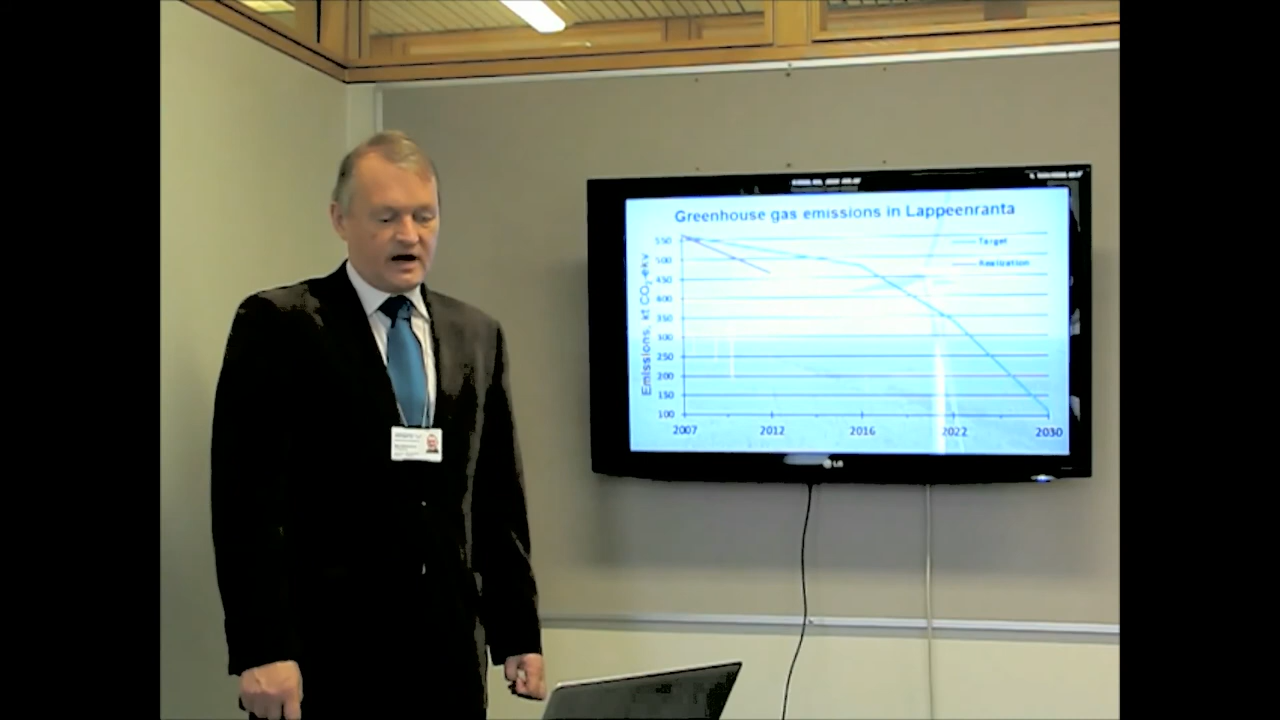 Greenhouse gas emissions in Lappeenranta
Target
Realization
Emissions, kt CO₂-ekv
550
500
450
400
350
300
250
200
150
100
2007 2012 2016 2022 2030
LG